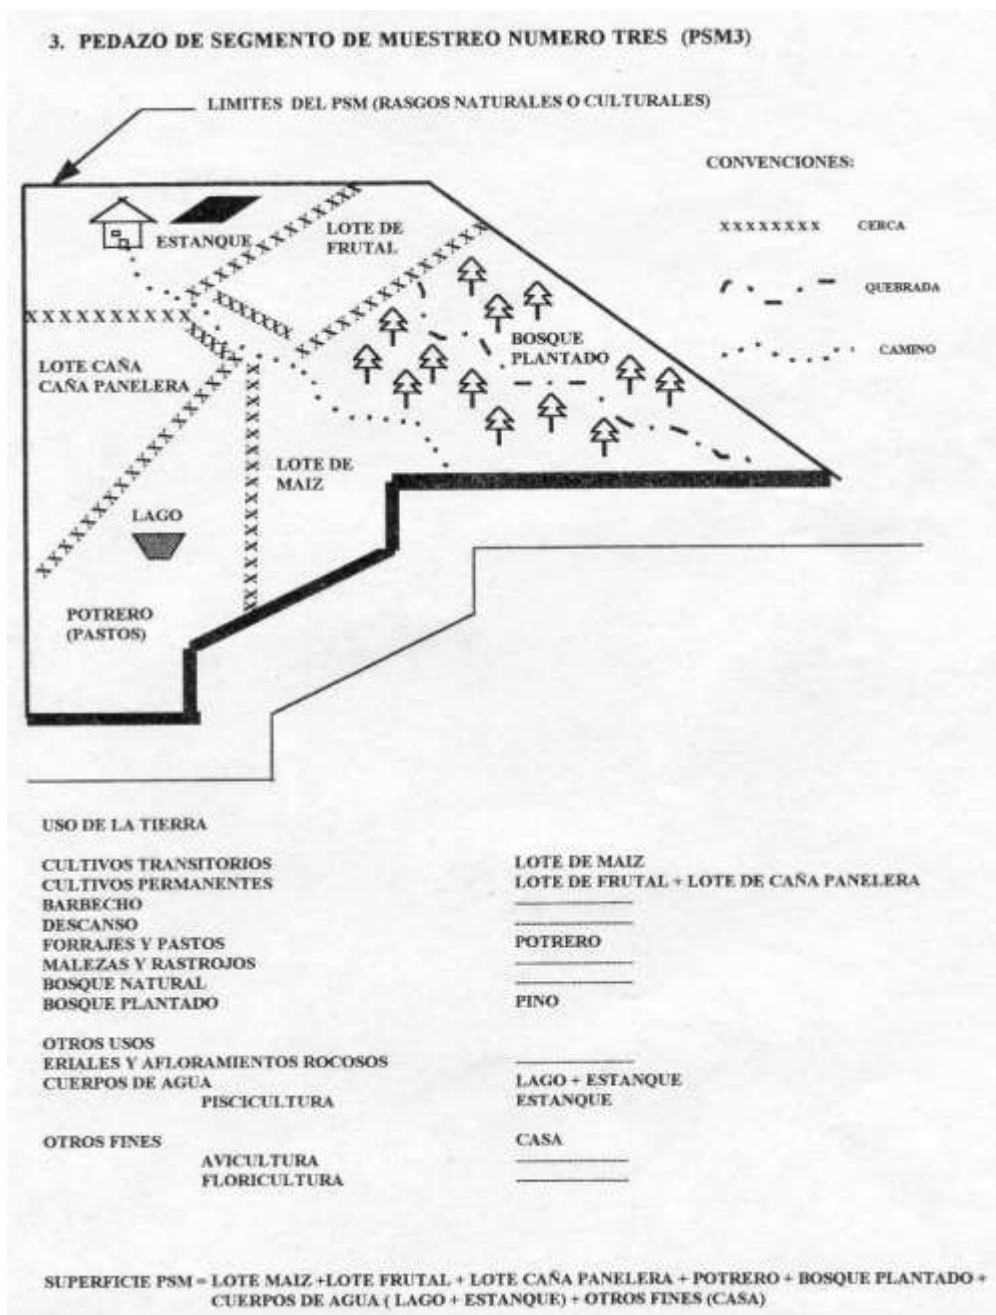 3. PEDAZO DE SEGMENTO DE MUESTREO NUMERO TRES (PSM3)
LIMITES DEL PSM (RASGOS NATURALES O CULTURALES)
CONVENCIONES:
XXXXXXXX CERCA
QUEBRADA
CAMINO
ESTANQUE
LOTE DE
FRUTAL
BOSQUE
PLANTADO
LOTE CAÑA
CAÑA PANELERA
LOTE DE
MAIZ
LAGO
POTRERO
(PASTOS)
USO DE LA TIERRA
CULTIVOS TRANSITORIOS LOTE DE MAIZ
CULTIVOS PERMANENTES LOTE DE FRUTAL + LOTE DE CAÑA PANELERA
BARBECHO
DESCANSO
FORRAJES Y PASTOS POTRERO
MALEZAS Y RASTROJOS
BOSQUE NATURAL
BOSQUE PLANTADO PINO
OTROS USOS
ERIALES Y AFLORAMIENTOS ROCOSOS
CUERPOS DE AGUA LAGO + ESTANQUE
PISCICULTURA ESTANQUE
OTROS FINES CASA
AVICULTURA
FLORICULTURA
SUPERFICIE PSM = LOTE MAIZ +LOTE FRUTAL + LOTE CAÑA PANELERA + POTRERO + BOSQUE PLANTADO +
CUERPOS DE AGUA ( LAGO + ESTANQUE) + OTROS FINES (CASA)